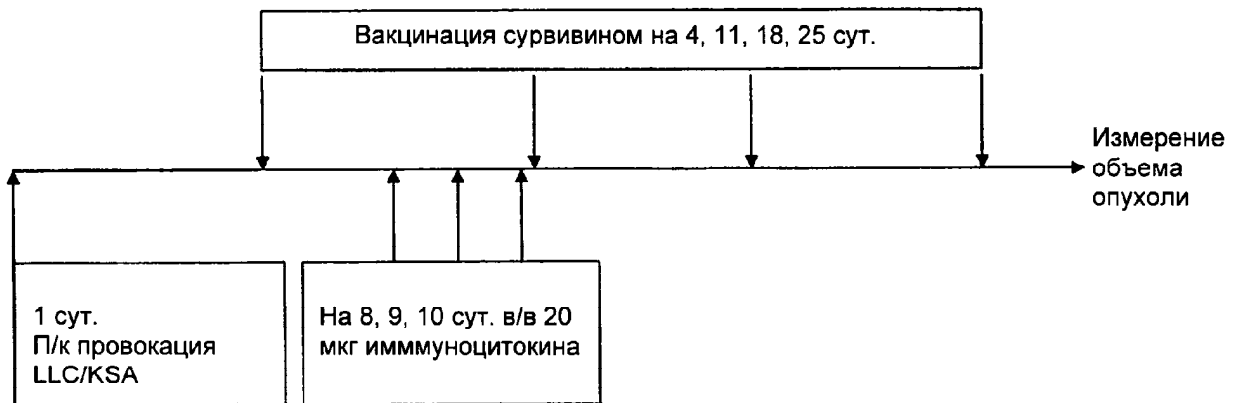 Вакцинация сурвивином на 4, 11, 18, 25 сут.
Измерение
объема
опухоли
1 сут.
П/к провокация
LLC/KSA
На 8, 9, 10 сут. в/в 20
мкг имммуноцитокина